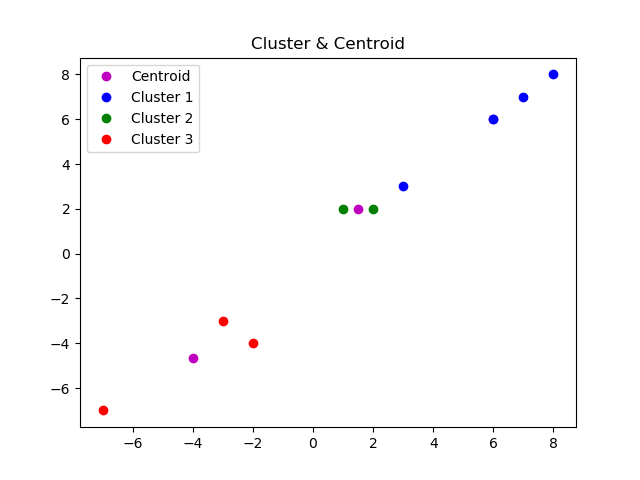 Cluster & Centroid
Centroid
Cluster 1
Cluster 2
Cluster 3
8
6
4
2
0
−2
−4
−6
−6 −4 −2 0 2 4 6 8